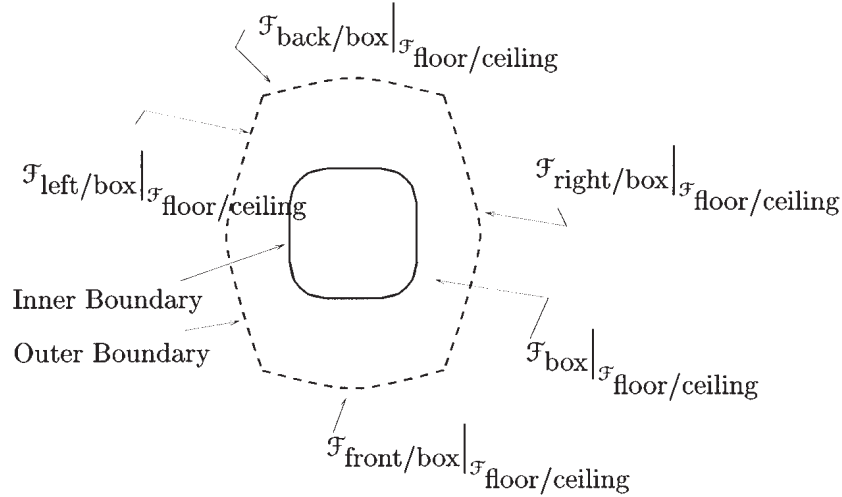 ℱback/box|ℱfloor/ceiling
ℱleft/box|ℱfloor/ceiling
ℱright/box|ℱfloor/ceiling
Inner Boundary
Outer Boundary
ℱbox|ℱfloor/ceiling
ℱfront/box|ℱfloor/ceiling